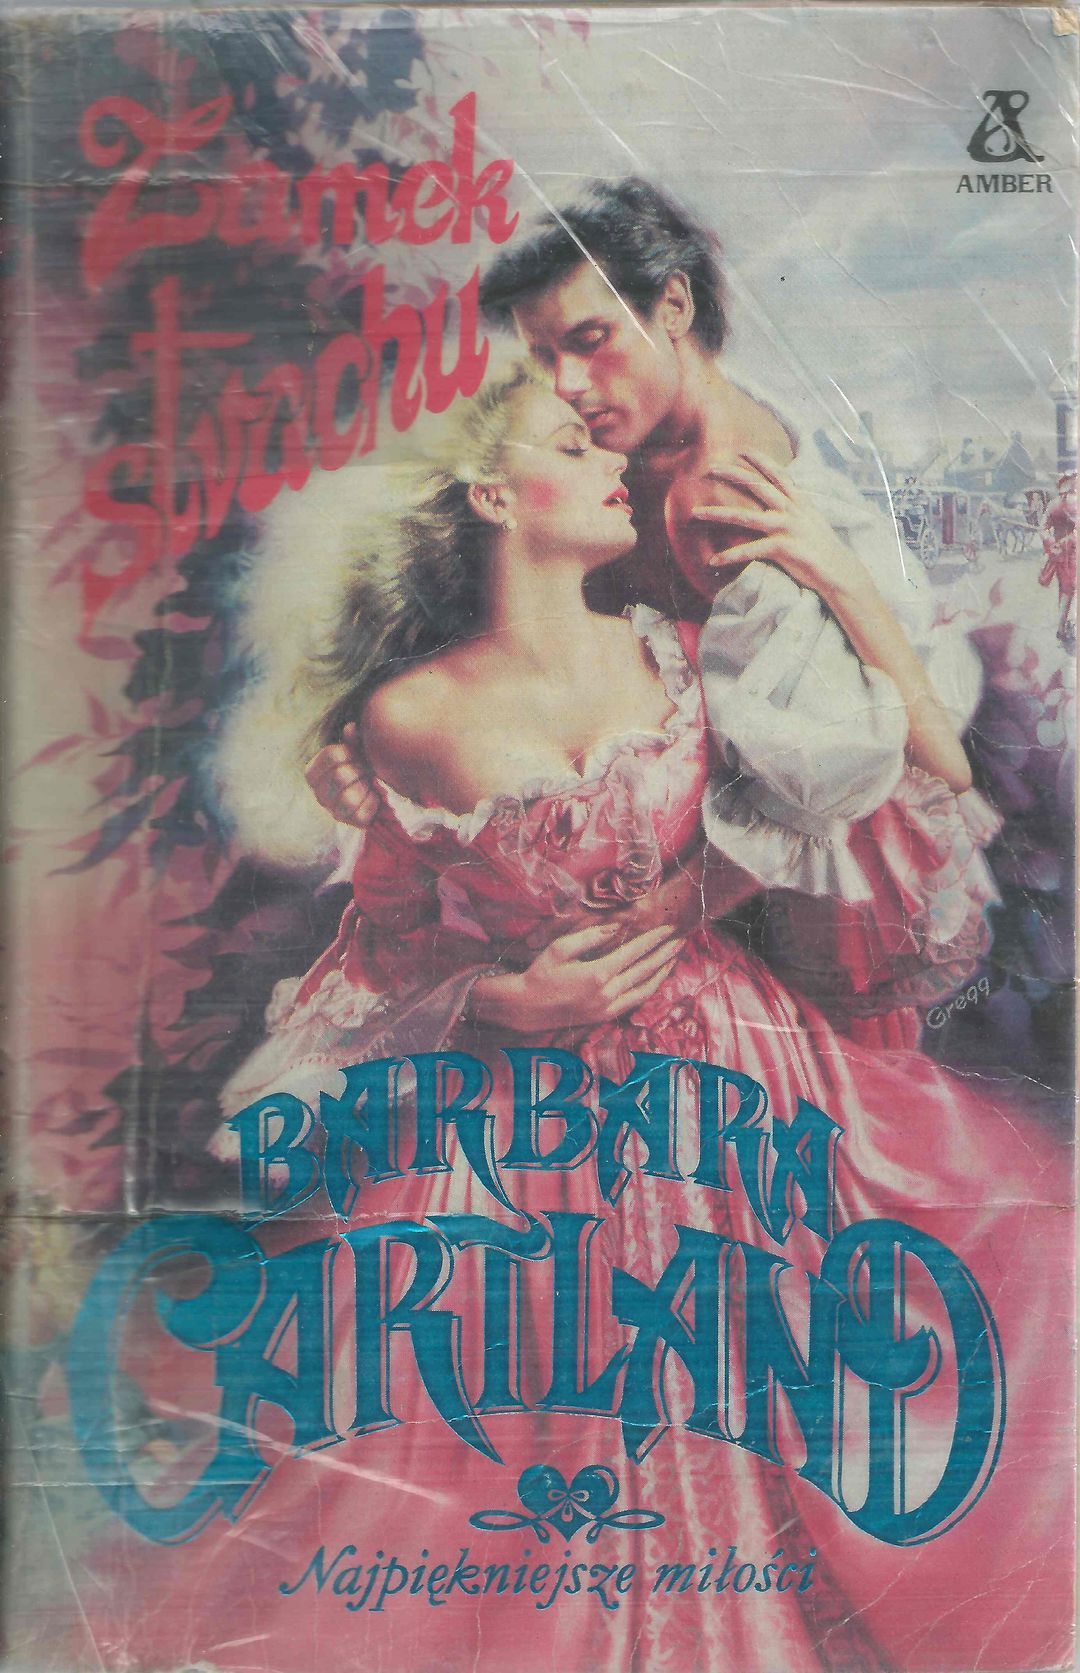 Zamek
strachu
AMBER
Gregg
BARBARA
CARTLAND
Najpiękniejsze miłości